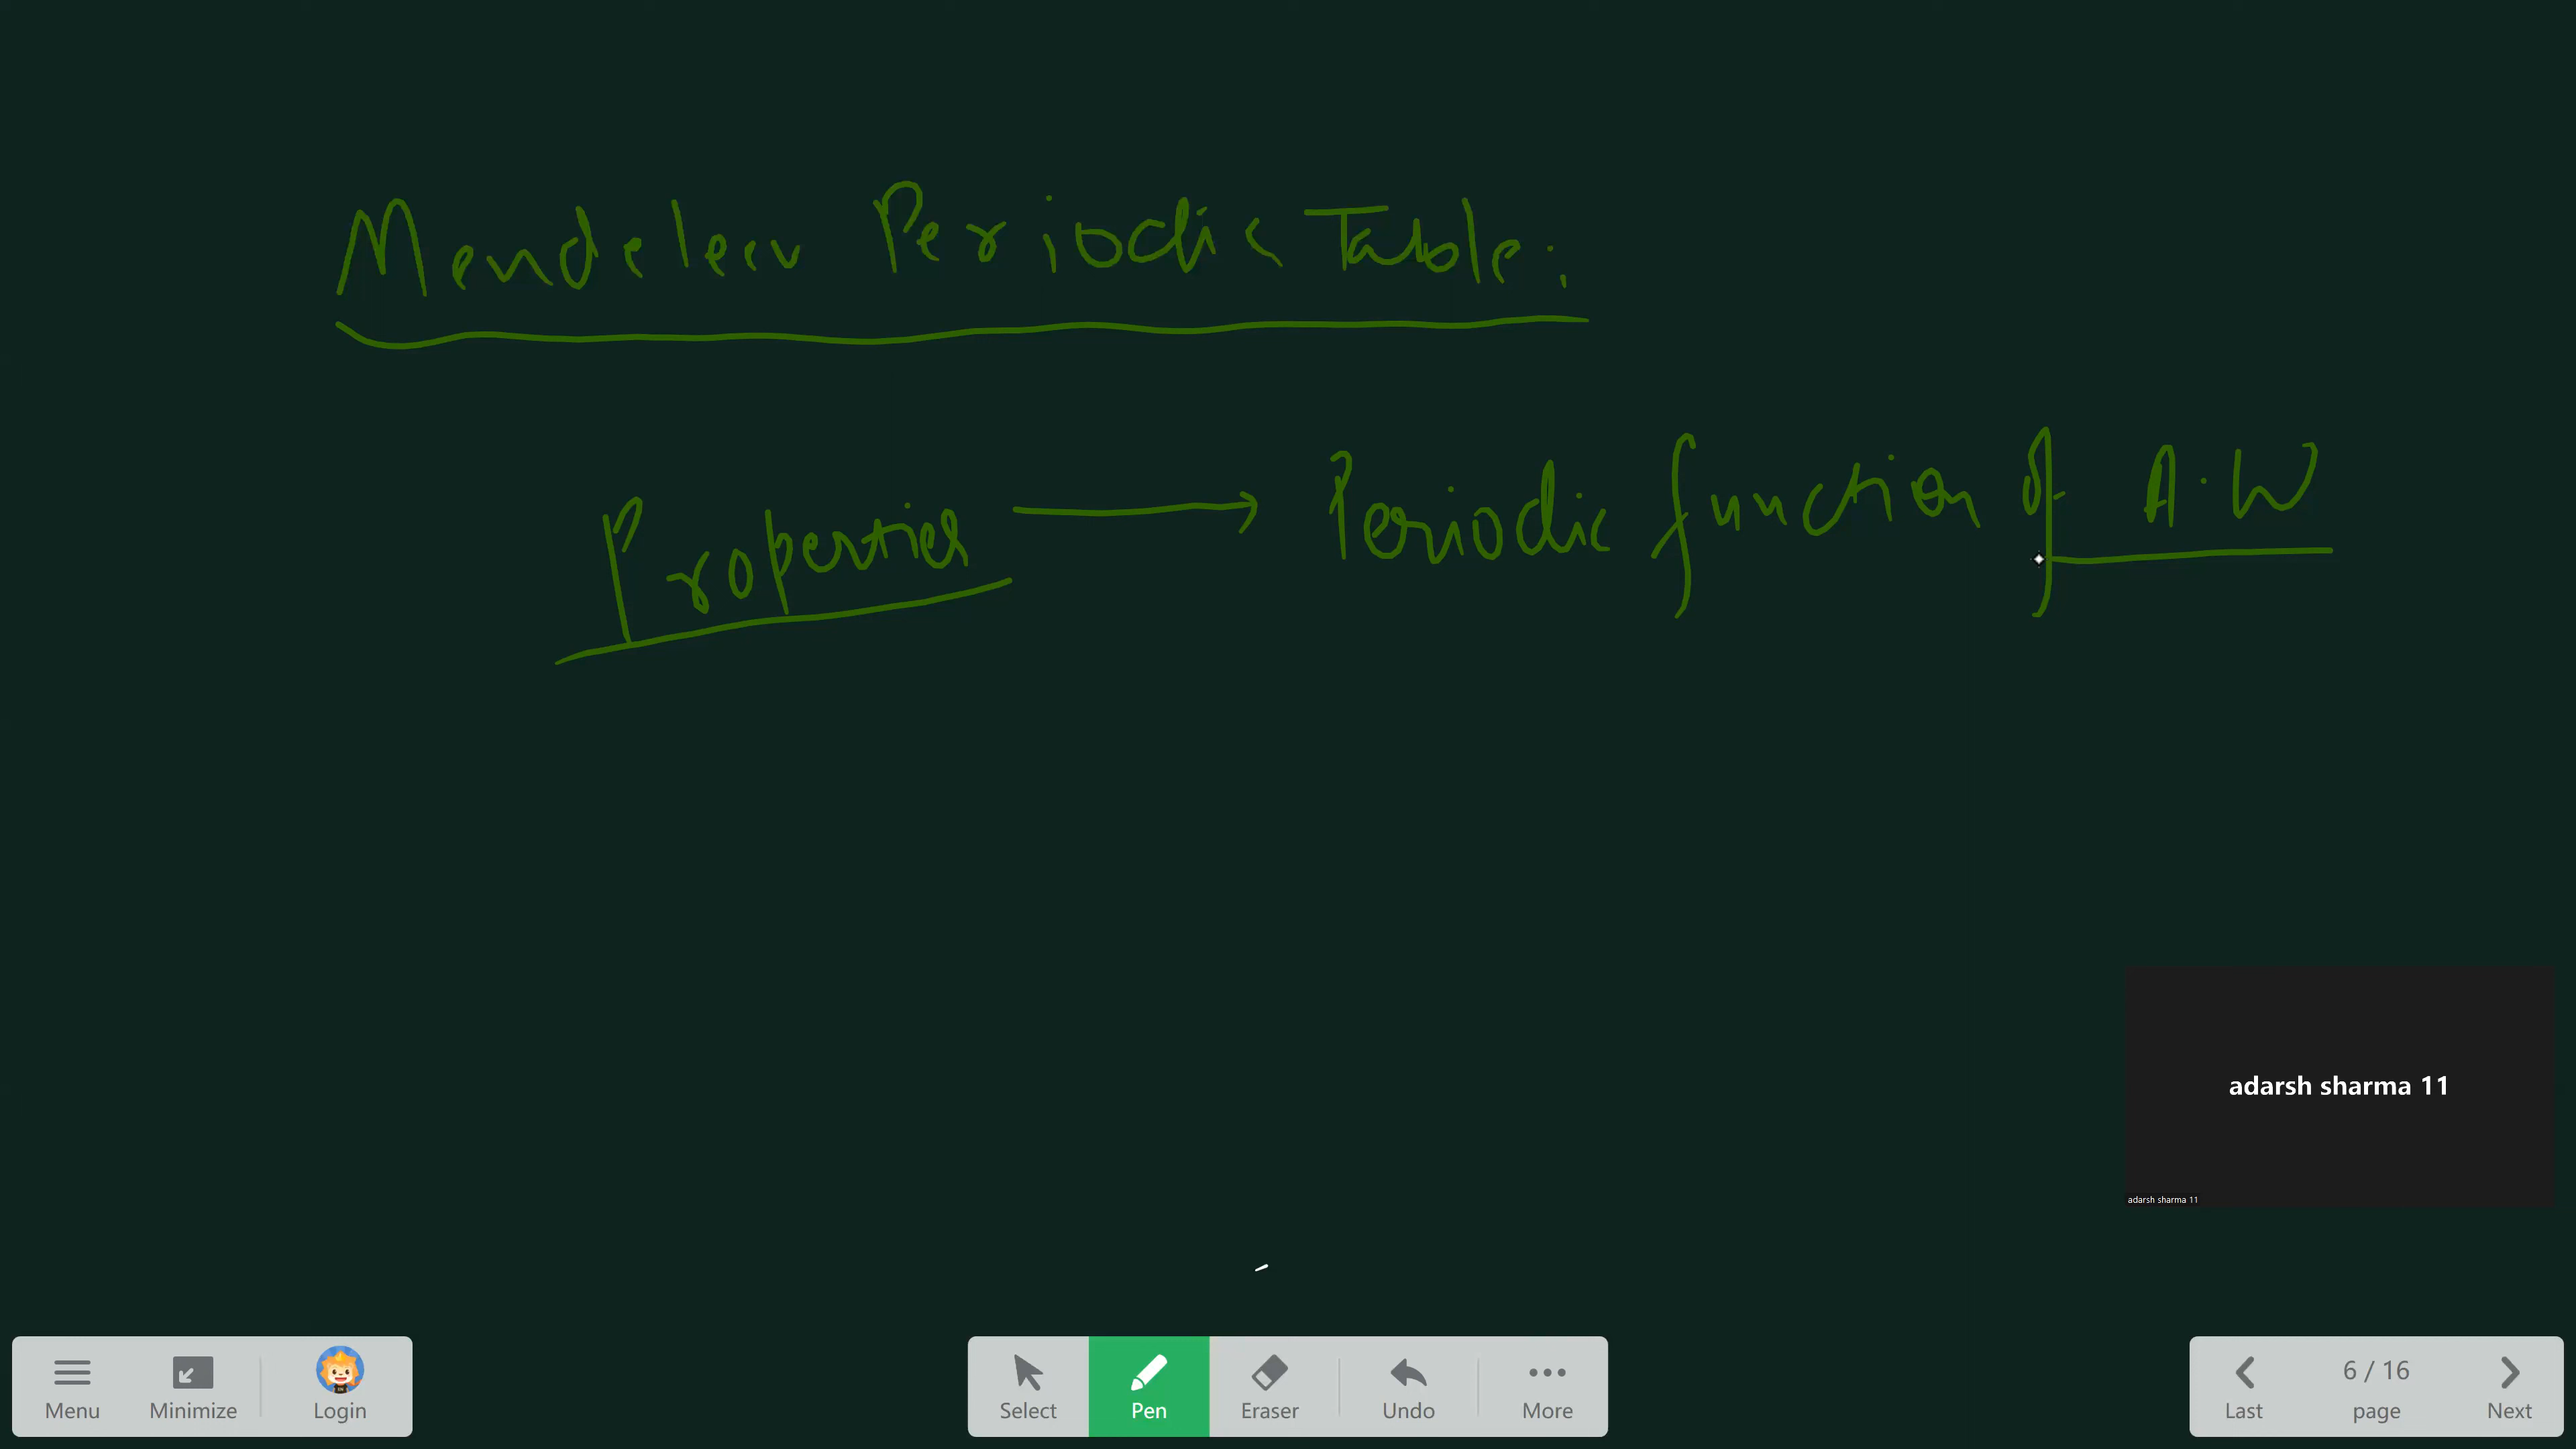 Mendeleev Periodic Table:
Properties → Periodic function of A.W
adarsh sharma 11
adarsh sharma 11
Menu Minimize Login Select Pen Eraser Undo More Last 6 / 16 page Next